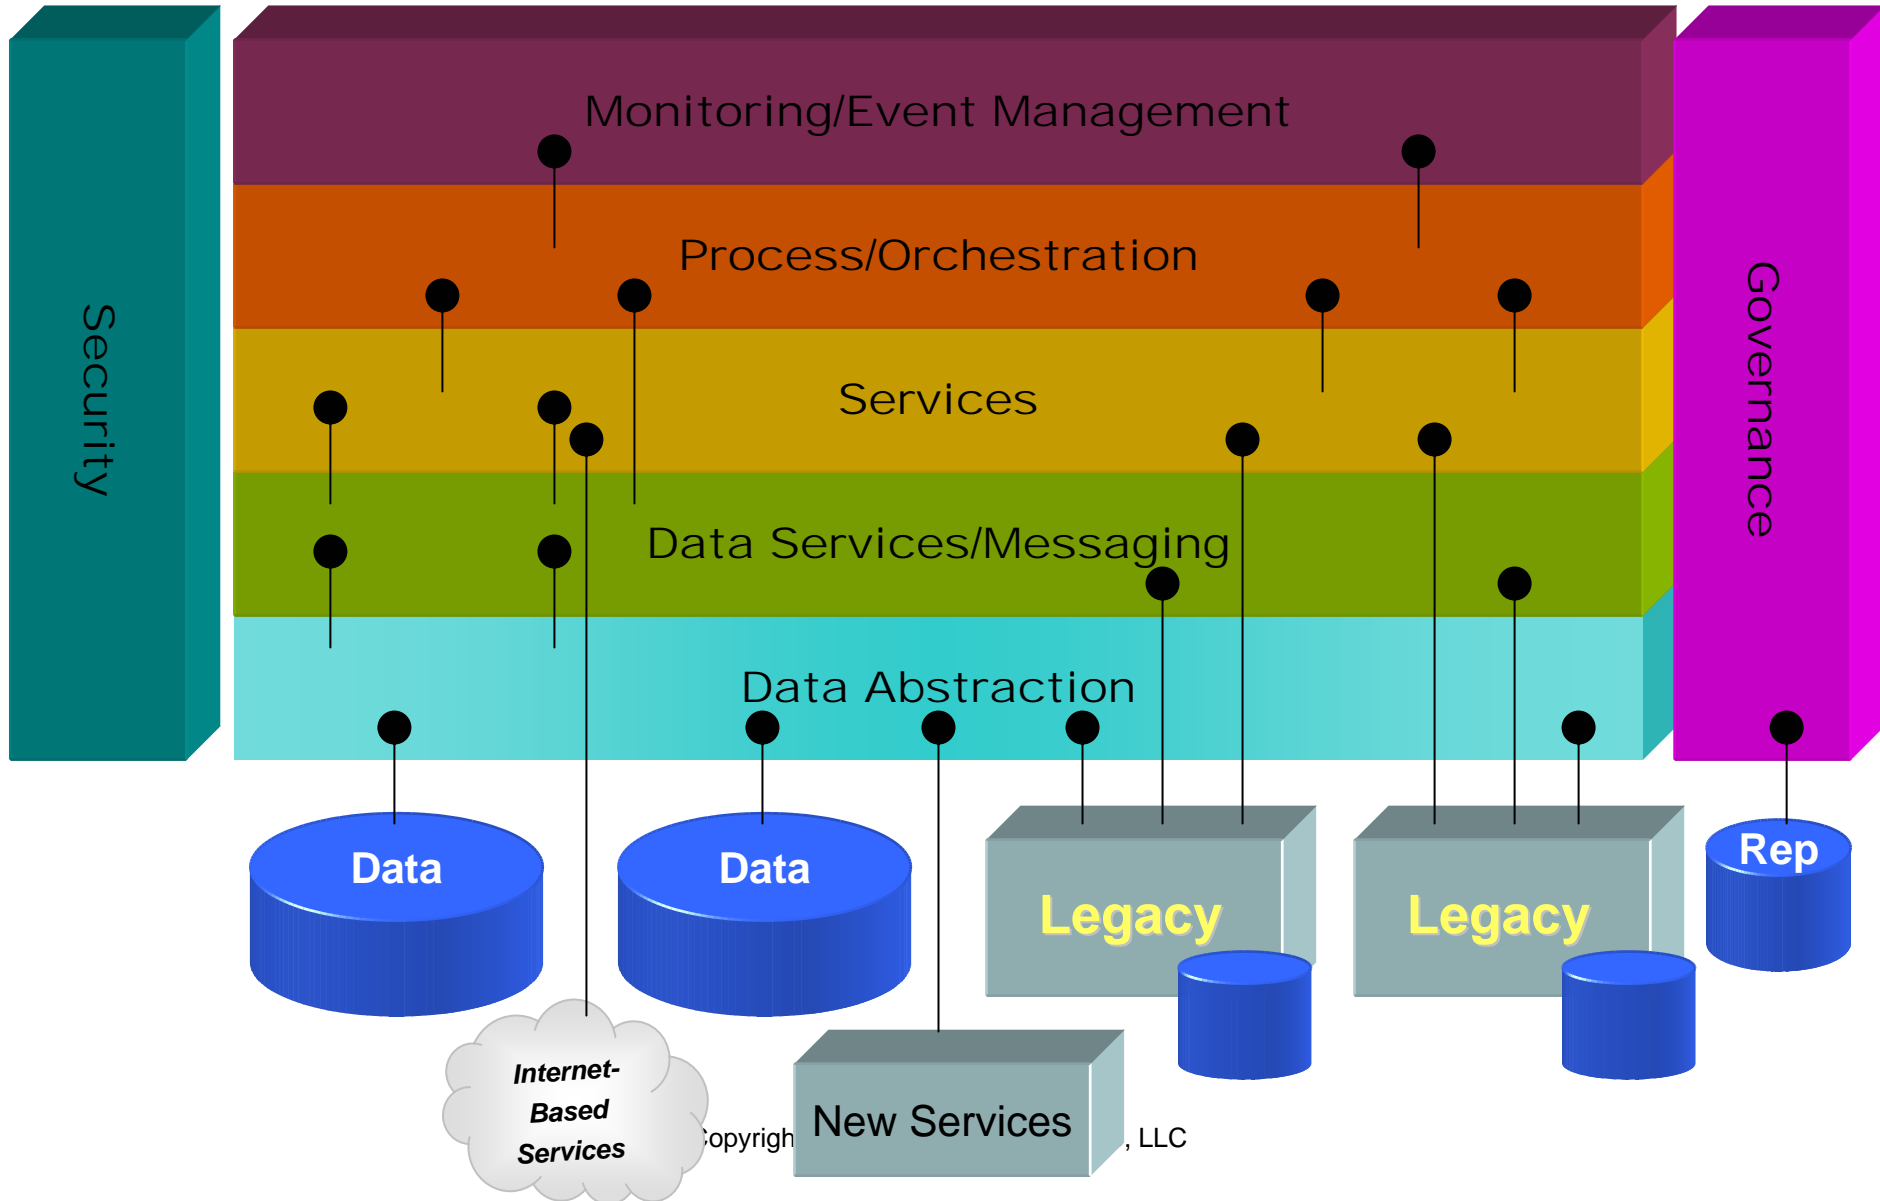 Monitoring/Event Management
Process/Orchestration
Services
Data Services/Messaging
Data Abstraction
Security
Governance
Data
Data
Legacy
Legacy
Rep
Internet-
Based
Services
New Services
, LLC